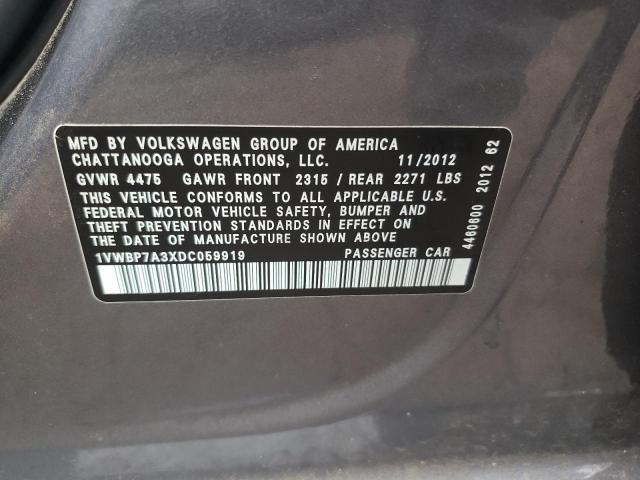 MFD BY VOLKSWAGEN GROUP OF AMERICA
CHATTANOOGA OPERATIONS, LLC. 11/2012
GVWR 4475 GAWR FRONT 2315 / REAR 2271 LBS
THIS VEHICLE CONFORMS TO ALL APPLICABLE U.S.
FEDERAL MOTOR VEHICLE SAFETY, BUMPER AND
THEFT PREVENTION STANDARDS IN EFFECT ON
THE DATE OF MANUFACTURE SHOWN ABOVE
1VWBP7A3XDC059919 PASSENGER CAR
4460600 2012 62